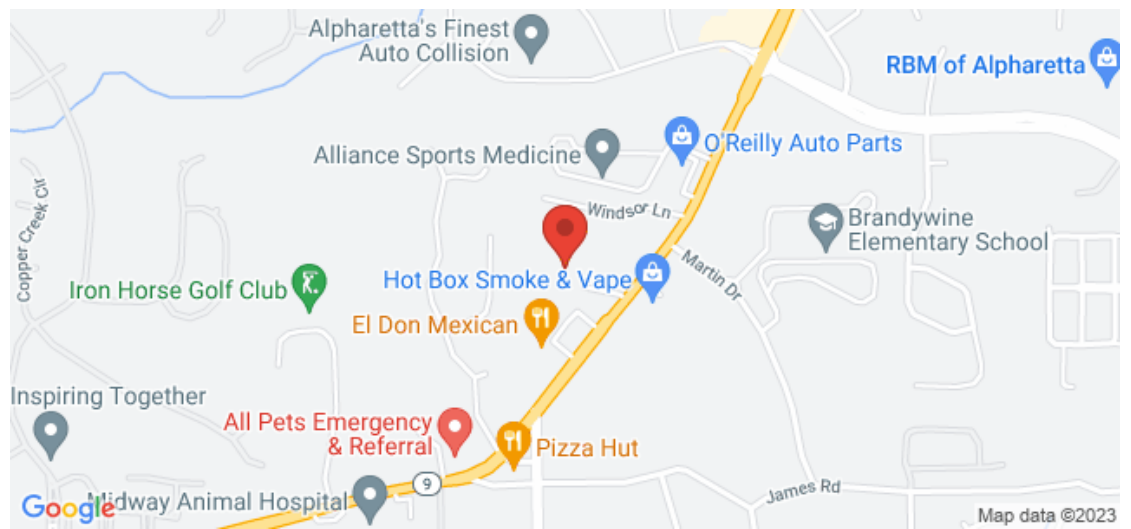 Alpharetta's Finest
Auto Collision
RBM of Alpharetta
O'Reilly Auto Parts
Alliance Sports Medicine
Windsor Ln
Copper Creek Cir
Brandywine
Elementary School
Martin Dr
Iron Horse Golf Club
Hot Box Smoke & Vape
El Don Mexican
Inspiring Together
All Pets Emergency
& Referral
Pizza Hut
9
James Rd
Midway Animal Hospital
Google
Map data ©2023